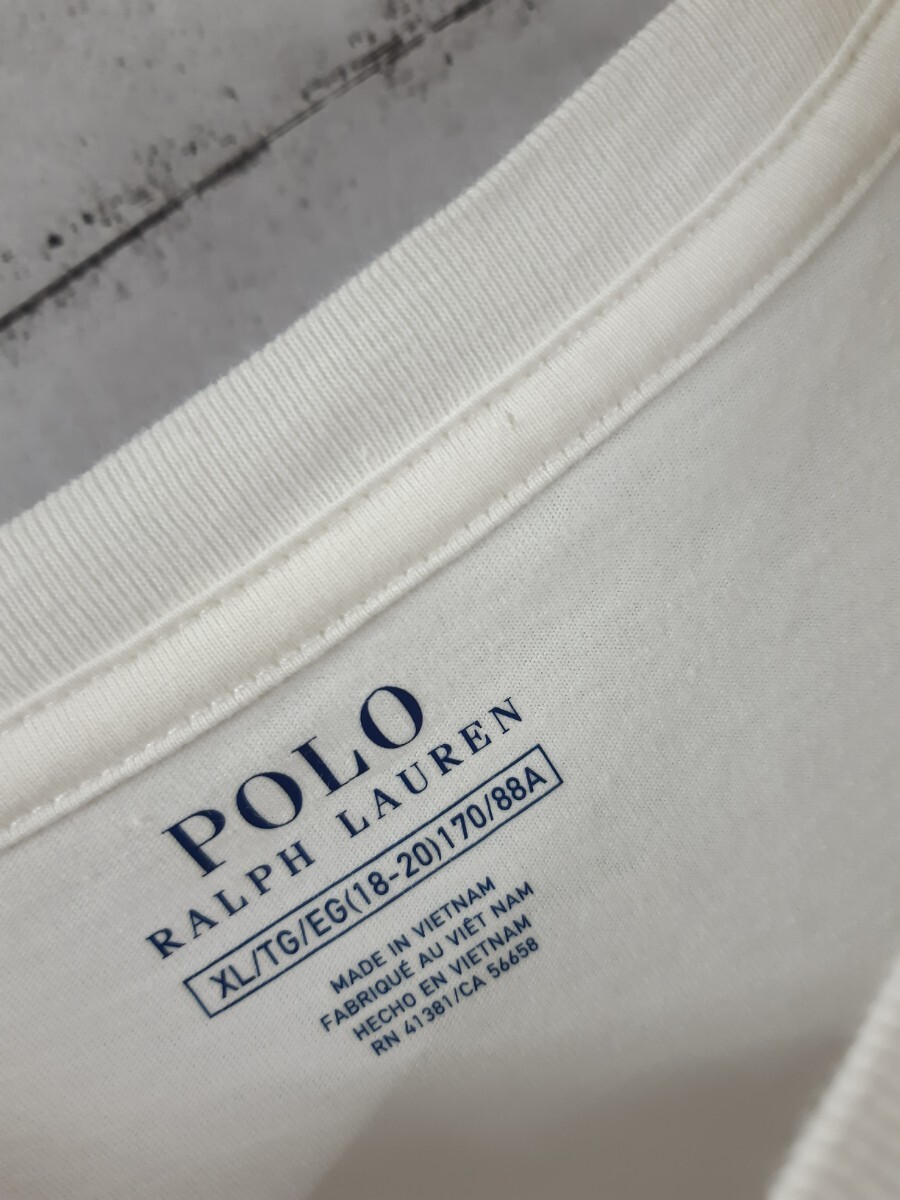 POLO
RALPH LAUREN
XL/TG/EG(18-20)170/88A
MADE IN VIETNAM
FABRIQUÉ AU VIÊT NAM
HECHO EN VIETNAM
RN 41381/CA 56658